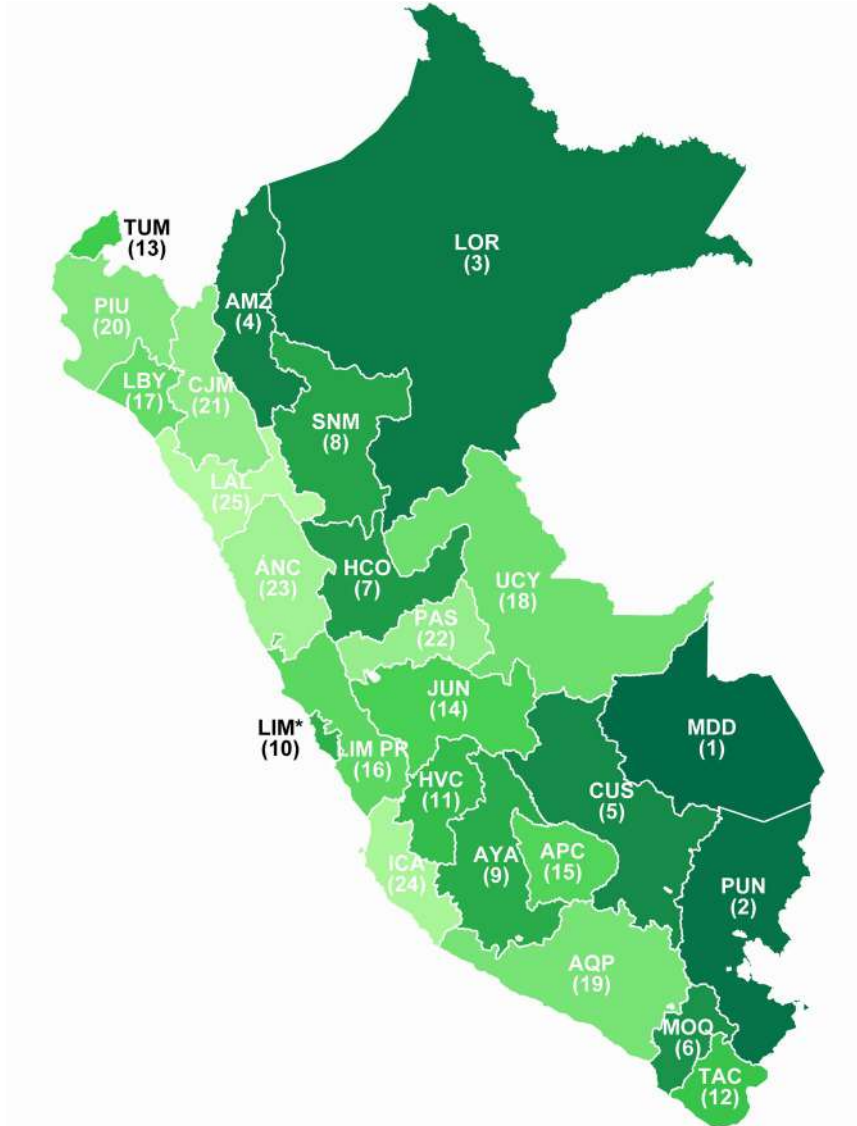 TUM
(13)
LOR
(3)
AMZ
(4)
PIU
(20)
LBY
(17)
CJM
(21)
SNM
(8)
LAL
(25)
ÁNC
(23)
HCO
(7)
UCY
(18)
PAS
(22)
JUN
(14)
MDD
(1)
LIM*
(10)
LIM PR
(16)
HVC
(11)
CUS
(5)
AYA
(9)
APC
(15)
ICA
(24)
PUN
(2)
AQP
(19)
MOQ
(6)
TAC
(12)